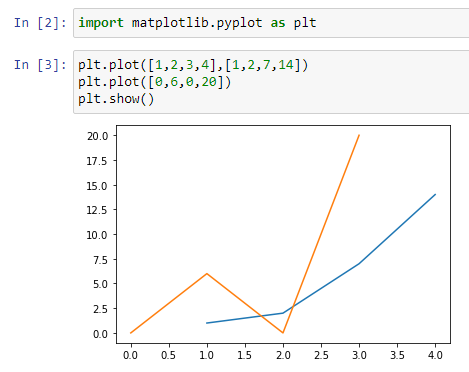 In [2]: import matplotlib.pyplot as plt
In [3]: plt.plot([1,2,3,4],[1,2,7,14])
plt.plot([0,6,0,20])
plt.show()
20.0
17.5
15.0
12.5
10.0
7.5
5.0
2.5
0.0
0.0 0.5 1.0 1.5 2.0 2.5 3.0 3.5 4.0